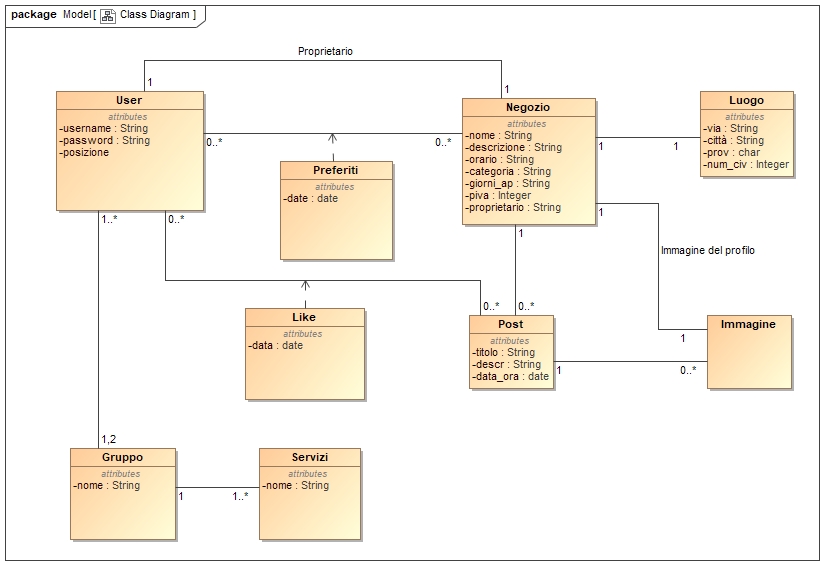 package Model[ Class Diagram ]
Proprietario
1
1
User
attributes
-username : String
-password : String
-posizione
0..*
0..*
Negozio
attributes
-nome : String
-descrizione : String
-orario : String
-categoria : String
-giorni_ap : String
-piva : Integer
-proprietario : String
1
1
Luogo
attributes
-via : String
-città : String
-prov : char
-num_civ : Integer
Preferiti
attributes
-date : date
1..*
0..*
1
1
Immagine del profilo
0..*
0..*
1
Like
attributes
-data : date
Post
attributes
-titolo : String
-descr : String
-data_ora : date
1
0..*
Immagine
1,2
Gruppo
attributes
-nome : String
1
1..*
Servizi
attributes
-nome : String